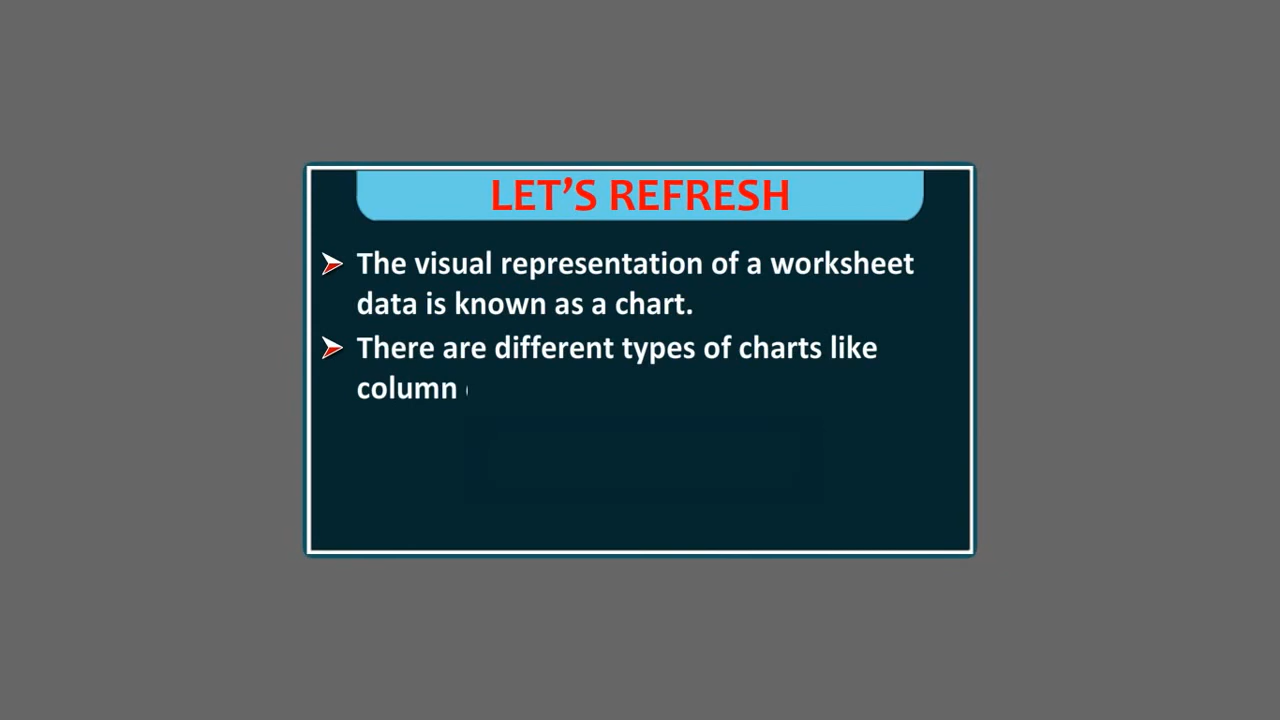 LET’S REFRESH
The visual representation of a worksheet
data is known as a chart.
There are different types of charts like
column